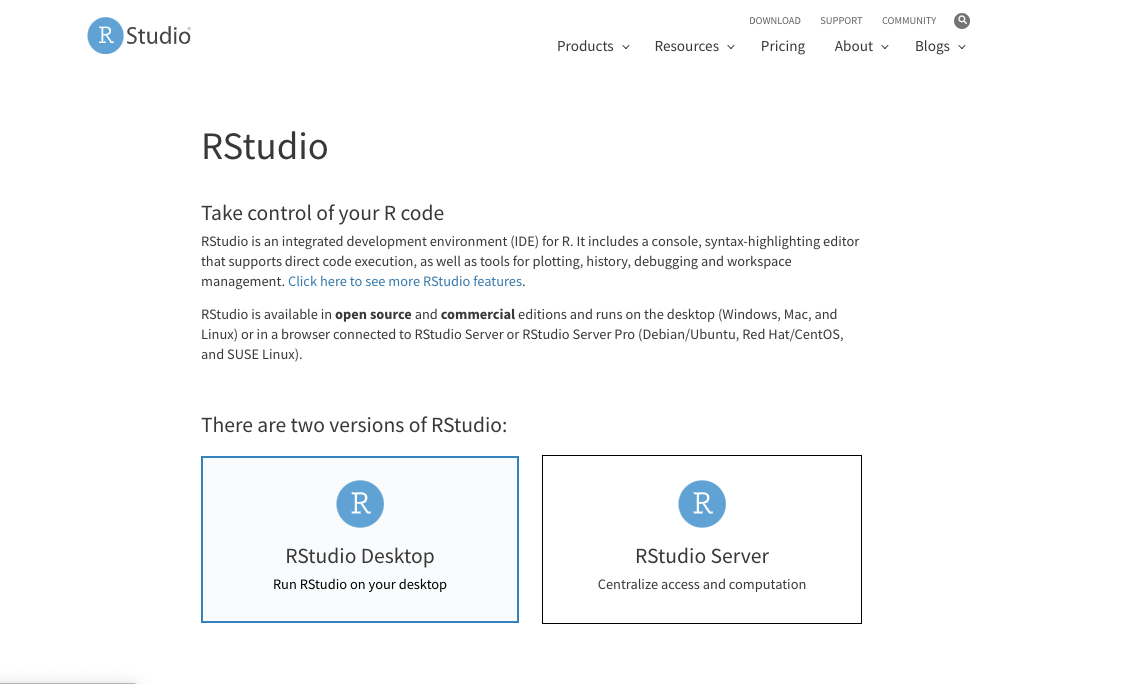 R Studio®
DOWNLOAD SUPPORT COMMUNITY
Products Resources Pricing About Blogs
RStudio
Take control of your R code
RStudio is an integrated development environment (IDE) for R. It includes a console, syntax-highlighting editor
that supports direct code execution, as well as tools for plotting, history, debugging and workspace
management. Click here to see more RStudio features.
RStudio is available in open source and commercial editions and runs on the desktop (Windows, Mac, and
Linux) or in a browser connected to RStudio Server or RStudio Server Pro (Debian/Ubuntu, Red Hat/CentOS,
and SUSE Linux).
There are two versions of RStudio:
R
RStudio Desktop
Run RStudio on your desktop
R
RStudio Server
Centralize access and computation